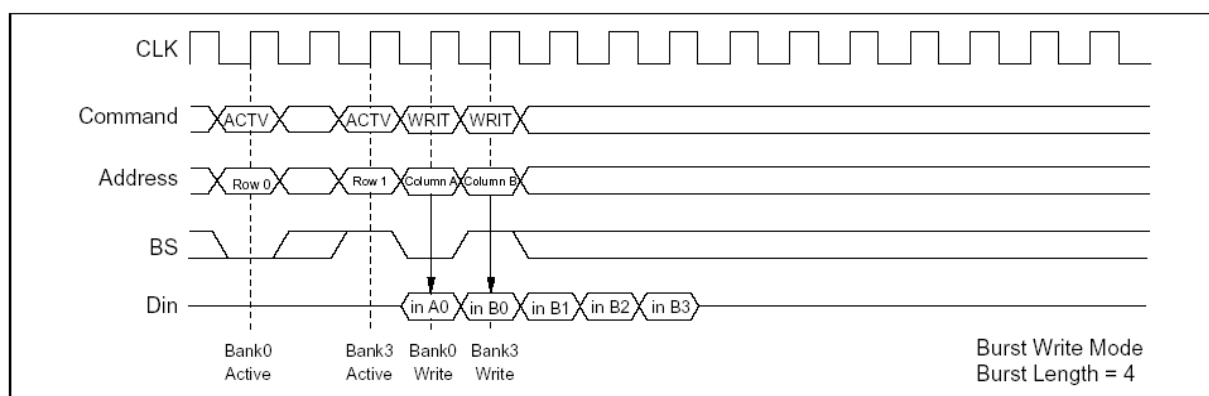 CLK
Command ACTV ACTV WRIT WRIT
Address Row 0 Row 1 Column A Column B
BS
Din in A0 in B0 in B1 in B2 in B3
Bank0 Bank3 Bank0 Bank3
Active Active Write Write
Burst Write Mode
Burst Length = 4